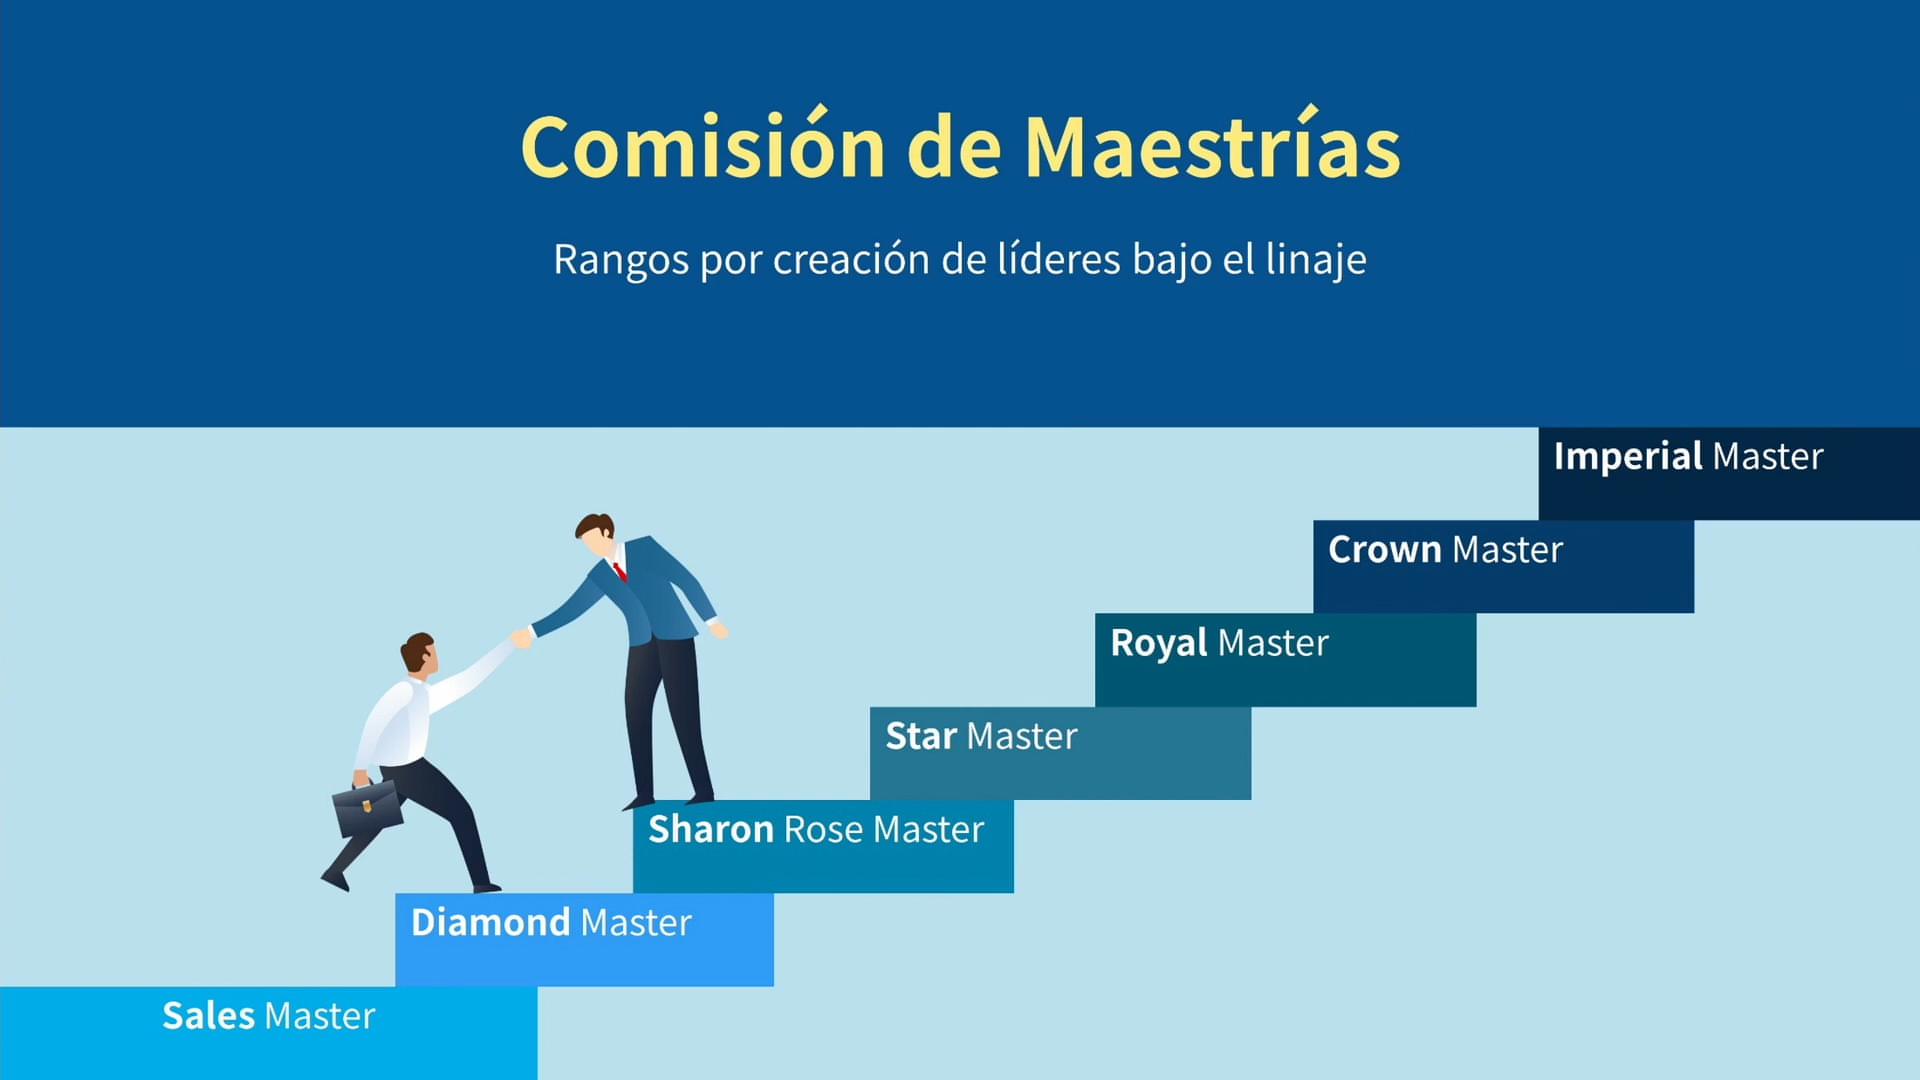 Comisión de Maestrías
Rangos por creación de líderes bajo el linaje
Imperial Master
Crown Master
Royal Master
Star Master
Sharon Rose Master
Diamond Master
Sales Master